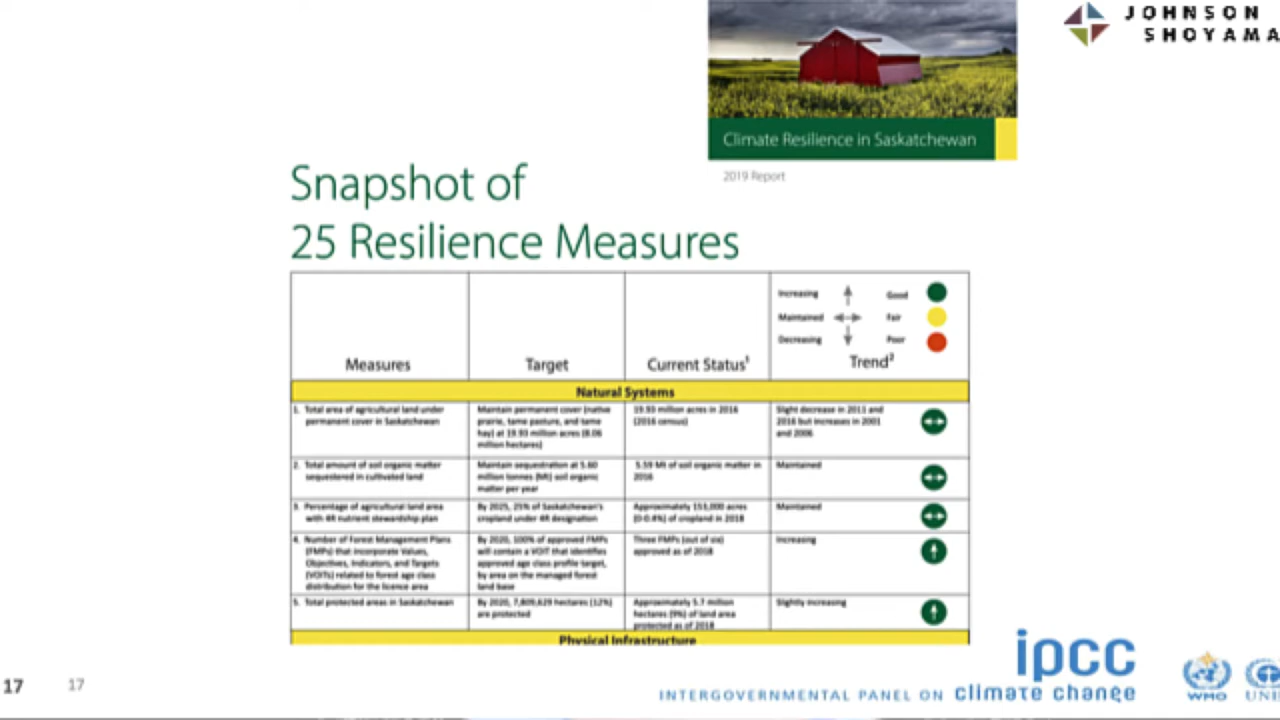 JOHNSON
SHOYAMA
Climate Resilience in Saskatchewan
2019 Report
Snapshot of
25 Resilience Measures
Measures
Target
Current Status¹
Increasing
Good
Maintained
Fair
Decreasing
Poor
Trend²
Natural Systems
1. Total area of agricultural land under
permanent cover in Saskatchewan
Maintain permanent cover (native
prairie, tame pasture, and tame
hay) at 19.93 million acres (8.06
million hectares)
19.93 million acres in 2016
(2016 census)
Slight decrease in 2011 and
2016 but increases in 2001
and 2006
2. Total amount of soil organic matter
sequestered in cultivated land
Maintain sequestration at 5.60
million tonnes (Mt) soil organic
matter per year
5.59 Mt of soil organic matter in
2016
Maintained
3. Percentage of agricultural land area
with 4R nutrient stewardship plan
By 2025, 25% of Saskatchewan's
cropland under 4R designation
Approximately 153,000 acres
of cropland in 2018
Maintained
4. Number of Forest Management Plans
(FMPs) that incorporate Values,
Objectives, Indicators, and Targets
(VOITs) related to forest age class
distribution for the licence area
By 2020, 100% of approved FMPs
will contain a VOIT that identifies
approved age class profile target,
by area on the managed forest
land base
Three FMPs (out of six)
approved as of 2018
Increasing
5. Total protected areas in Saskatchewan
By 2020, 7,809,629 hectares (12%)
are protected
Approximately 5.7 million
hectares (9%) of land area
protected as of 2018
Slightly increasing
Physical Infrastructure
17
17
ipcc
INTERGOVERNMENTAL PANEL ON climate change
WMO
UNE